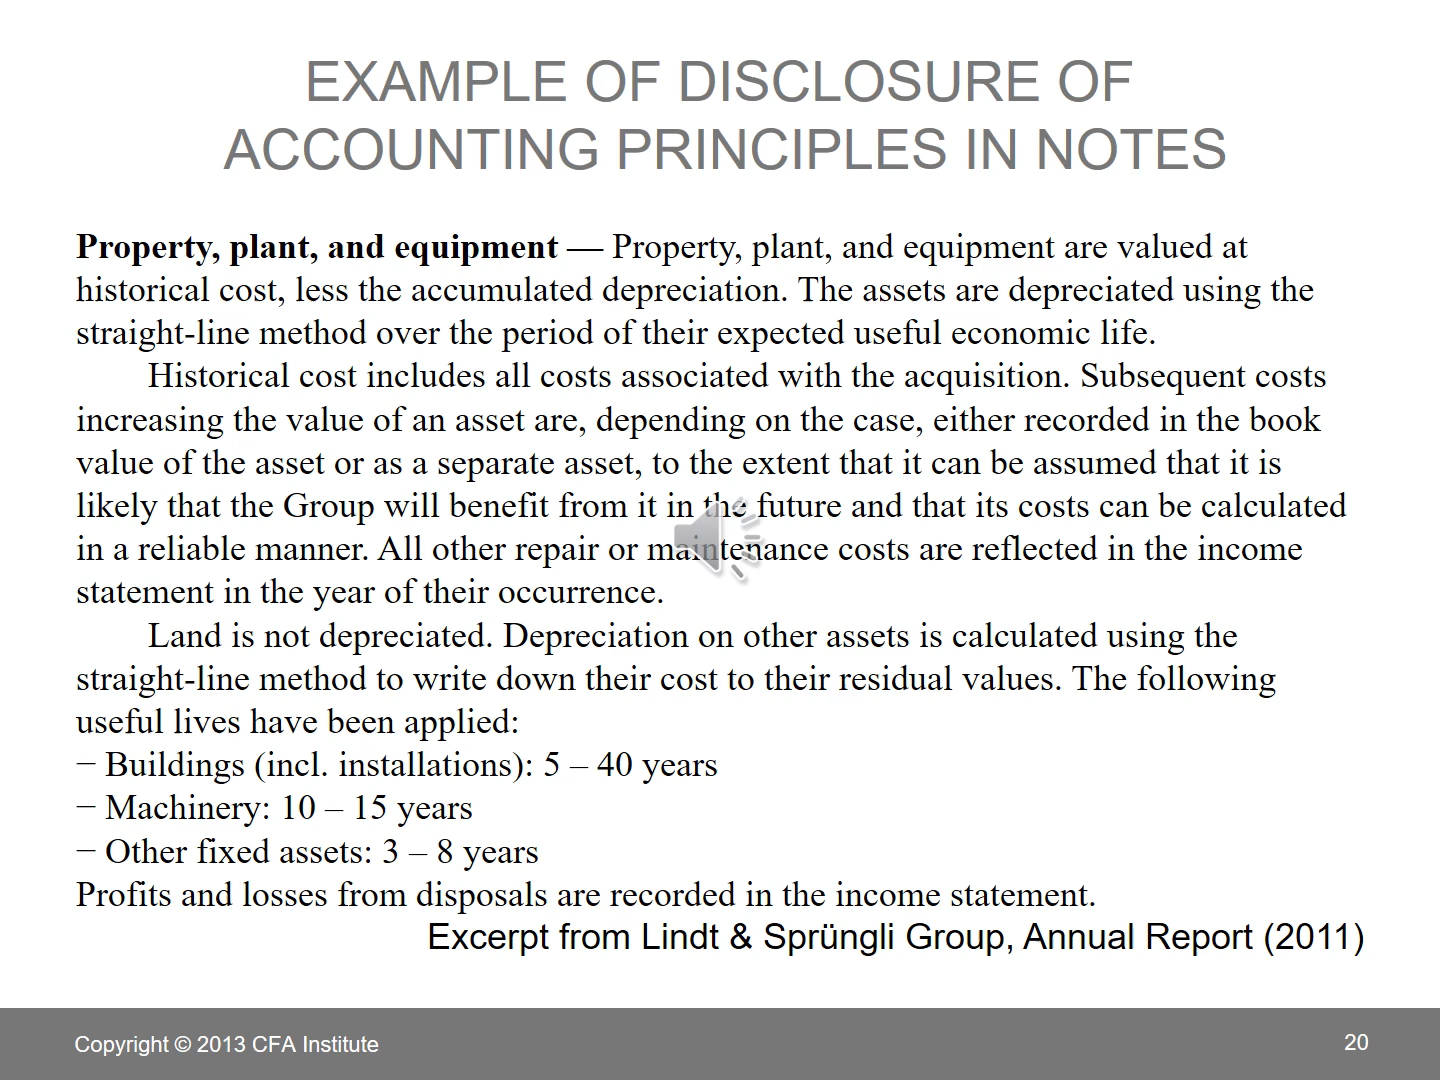 EXAMPLE OF DISCLOSURE OF
ACCOUNTING PRINCIPLES IN NOTES
Property, plant, and equipment — Property, plant, and equipment are valued at
historical cost, less the accumulated depreciation. The assets are depreciated using the
straight-line method over the period of their expected useful economic life.
Historical cost includes all costs associated with the acquisition. Subsequent costs
increasing the value of an asset are, depending on the case, either recorded in the book
value of the asset or as a separate asset, to the extent that it can be assumed that it is
likely that the Group will benefit from it in the future and that its costs can be calculated
in a reliable manner. All other repair or maintenance costs are reflected in the income
statement in the year of their occurrence.
Land is not depreciated. Depreciation on other assets is calculated using the
straight-line method to write down their cost to their residual values. The following
useful lives have been applied:
− Buildings (incl. installations): 5 – 40 years
− Machinery: 10 – 15 years
− Other fixed assets: 3 – 8 years
Profits and losses from disposals are recorded in the income statement.
Excerpt from Lindt & Sprüngli Group, Annual Report (2011)
Copyright © 2013 CFA Institute
20